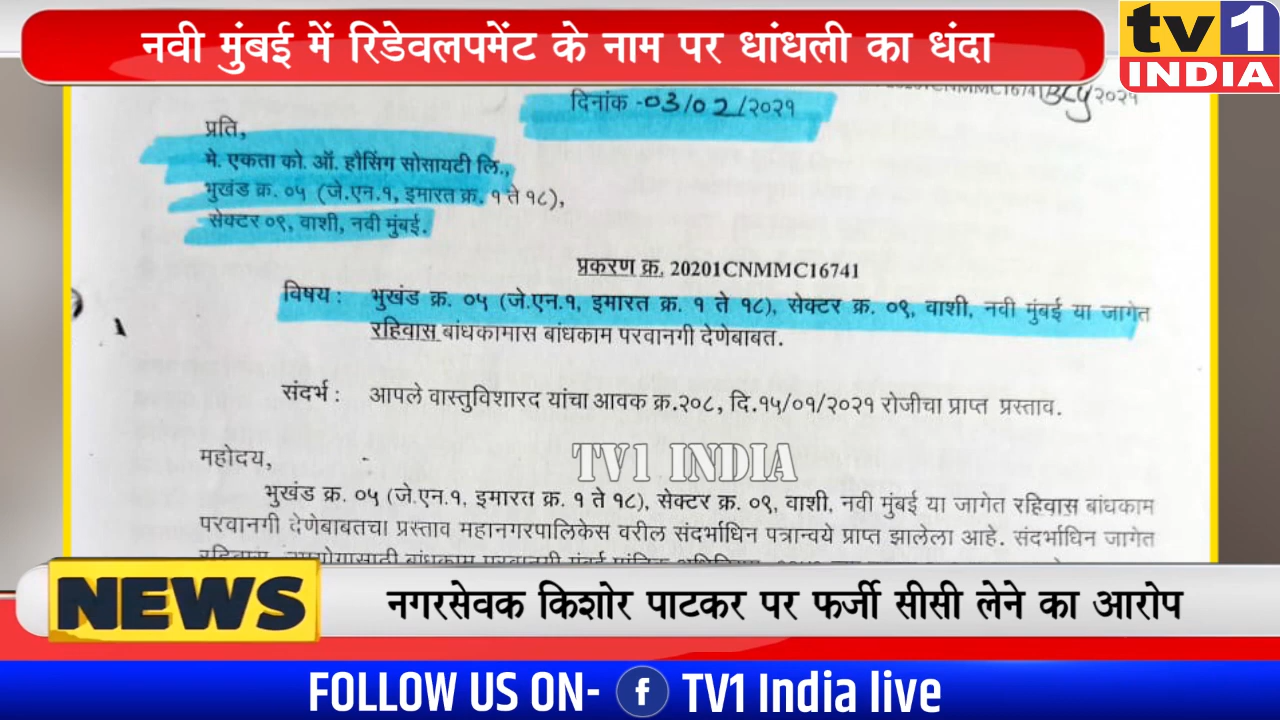 नवी मुंबई में रिडेवलपमेंट के नाम पर धांधली का धंदा
tv1
INDIA
दिनांक -03/02/२०२१
प्रति,
मे. एकता को. ऑ. हौसिंग सोसायटी लि.,
भुखंड क्र. ०५ (जे.एन.१, इमारत क्र. १ ते १८),
सेक्टर ०९, वाशी, नवी मुंबई.
प्रकरण क्र. 20201CNMMC16741
विषय : भुखंड क्र. ०५ (जे.एन.१, इमारत क्र. १ ते १८), सेक्टर क्र. ०९, वाशी, नवी मुंबई या जागेत
रहिवास बांधकामास बांधकाम परवानगी देणेबाबत.
संदर्भ : आपले वास्तुविशारद यांचा आवक क्र.२०८, दि.१५/०१/२०२१ रोजीचा प्राप्त प्रस्ताव.
TV1 INDIA
महोदय,
भुखंड क्र. ०५ (जे.एन.१, इमारत क्र. १ ते १८), सेक्टर क्र. ०९, वाशी, नवी मुंबई या जागेत रहिवास बांधकाम
परवानगी देणेबाबतचा प्रस्ताव महानगरपालिकेस वरील संदर्भाधिन पत्रान्वये प्राप्त झालेला आहे. संदर्भाधिन जागेत
NEWS
नगरसेवक किशोर पाटकर पर फर्जी सीसी लेने का आरोप
FOLLOW US ON- f TV1 India live